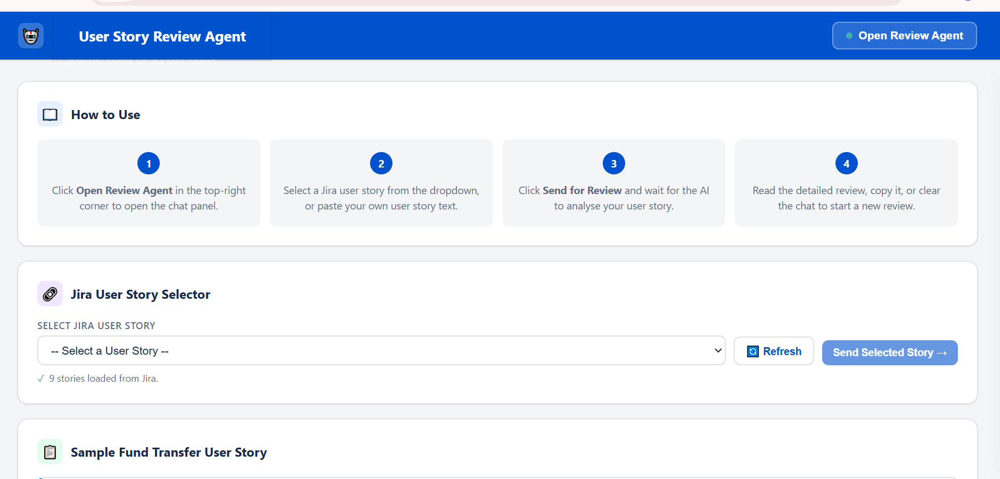 User Story Review Agent
Open Review Agent
AI-powered review for Jira User Stories
How to Use
1
Click Open Review Agent in the top-right
corner to open the chat panel.
2
Select a Jira user story from the dropdown,
or paste your own user story text.
3
Click Send for Review and wait for the AI
to analyse your user story.
4
Read the detailed review, copy it, or clear
the chat to start a new review.
Jira User Story Selector
SELECT JIRA USER STORY
-- Select a User Story --
Refresh
Send Selected Story →
✓ 9 stories loaded from Jira.
Sample Fund Transfer User Story